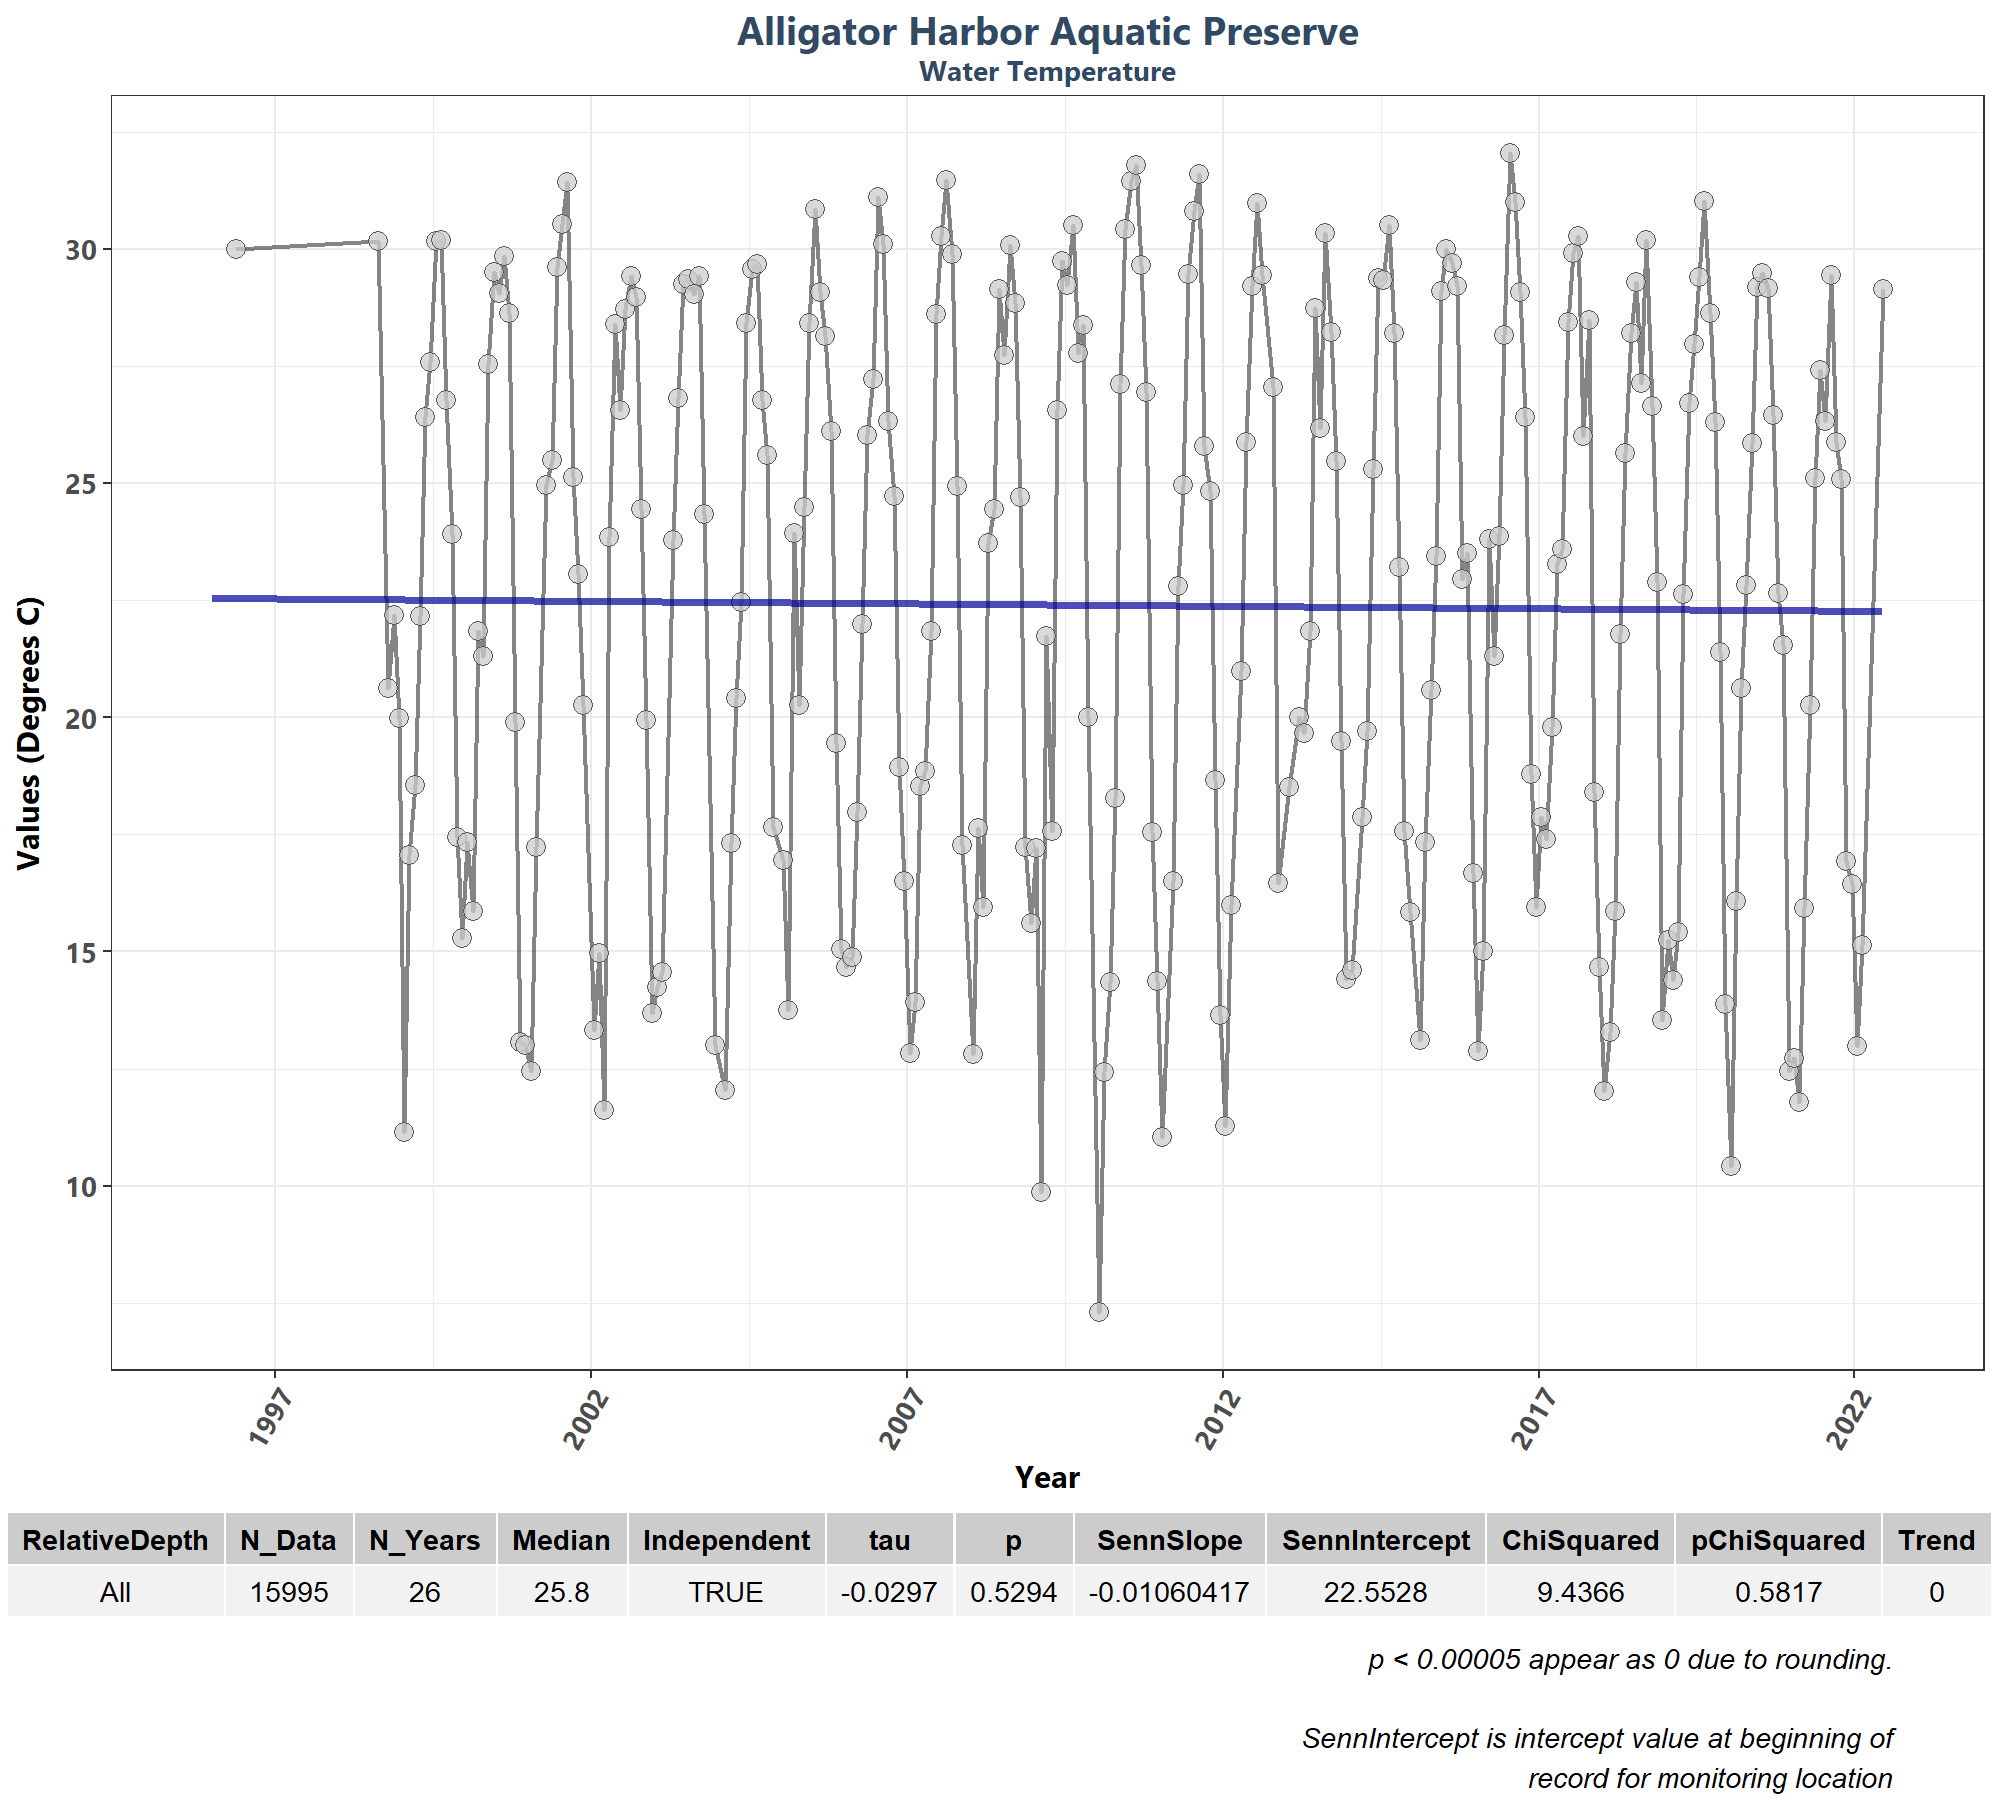 Alligator Harbor Aquatic Preserve
Water Temperature
Values (Degrees C)
30
25
20
15
10
1997 2002 2007 2012 2017 2022
Year
RelativeDepth N_Data N_Years Median Independent tau p SennSlope SennIntercept ChiSquared pChiSquared Trend
All 15995 26 25.8 TRUE -0.0297 0.5294 -0.01060417 22.5528 9.4366 0.5817 0
p < 0.00005 appear as 0 due to rounding.
SennIntercept is intercept value at beginning of
record for monitoring location